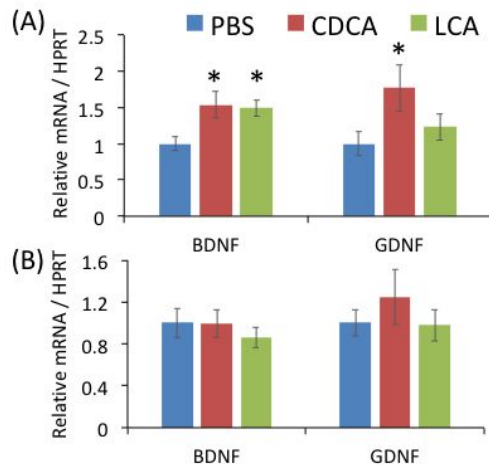 (A)
PBS CDCA LCA
Relative mRNA / HPRT
2.5
2
1.5
1
0.5
0
* * *
BDNF GDNF
(B)
Relative mRNA / HPRT
1.6
1.2
0.8
0.4
0
BDNF GDNF